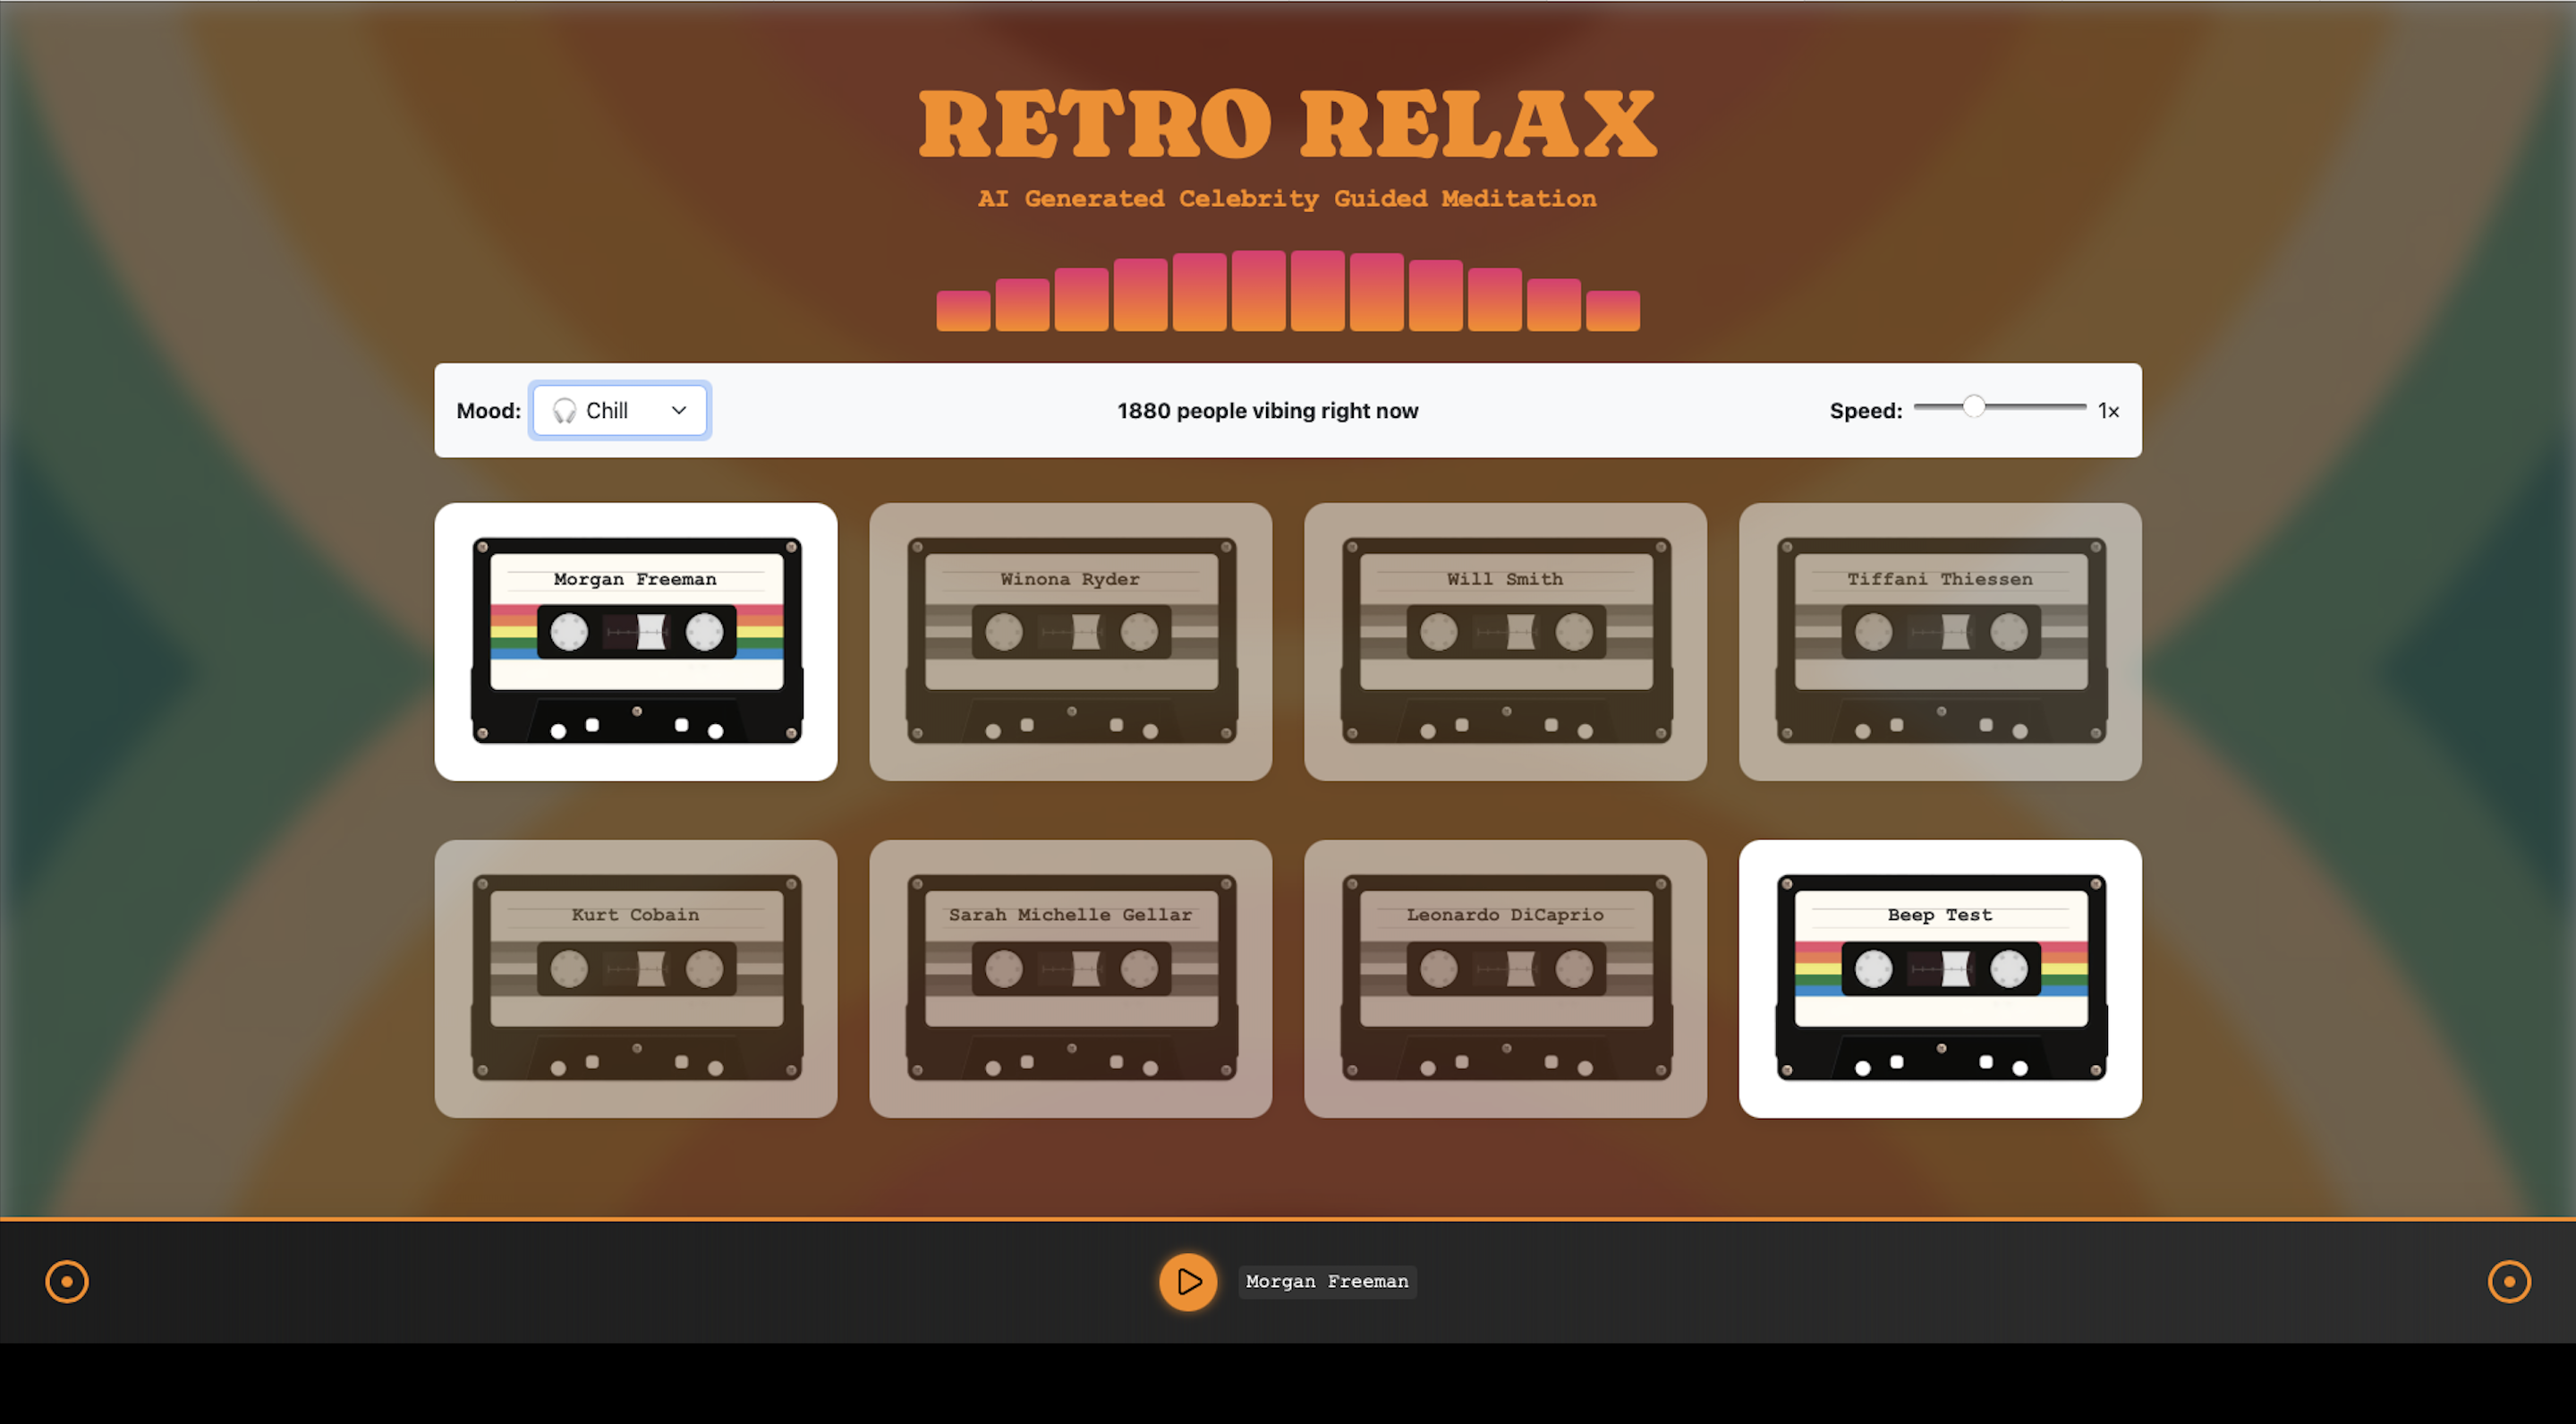 RETRO RELAX
AI Generated Celebrity Guided Meditation
Mood: 🎧 Chill 1880 people vibing right now Speed: 1×
Morgan Freeman
Winona Ryder
Will Smith
Tiffani Thiessen
Kurt Cobain
Sarah Michelle Gellar
Leonardo DiCaprio
Beep Test
Morgan Freeman